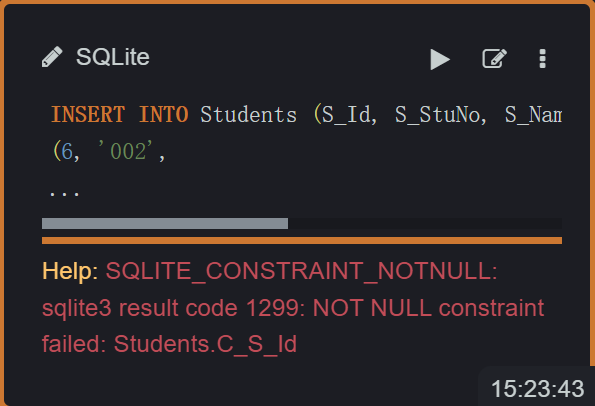 SQLite
INSERT INTO Students (S_Id, S_StuNo, S_Nam
(6, '002',
...
Help: SQLITE_CONSTRAINT_NOTNULL:
sqlite3 result code 1299: NOT NULL constraint
failed: Students.C_S_Id
15:23:43